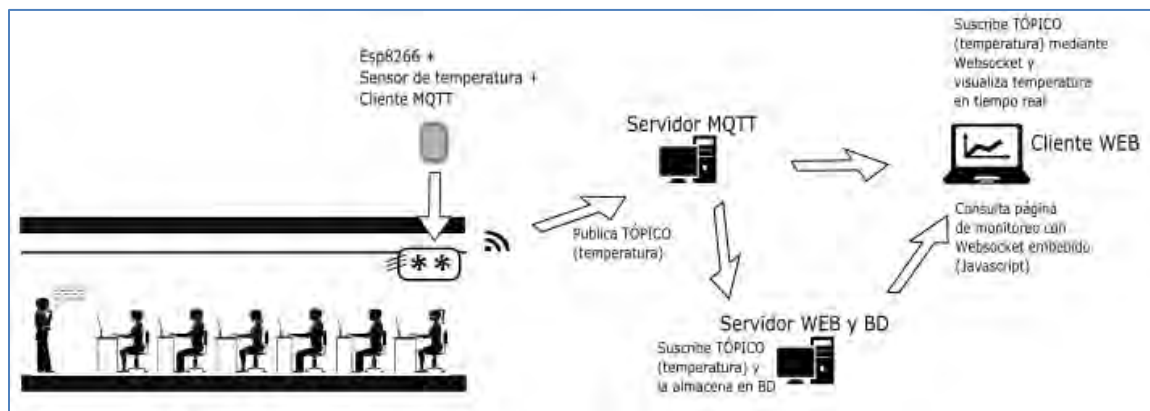 Esp8266 +
Sensor de temperatura +
Cliente MQTT
Publica TÓPICO
(temperatura)
Servidor MQTT
Servidor WEB y BD
Suscribe TÓPICO
(temperatura) y
la almacena en BD
Suscribe TÓPICO
(temperatura) mediante
Websocket y
visualiza temperatura
en tiempo real
Cliente WEB
Consulta página
de monitoreo con
Websocket embebido
(Javascript)